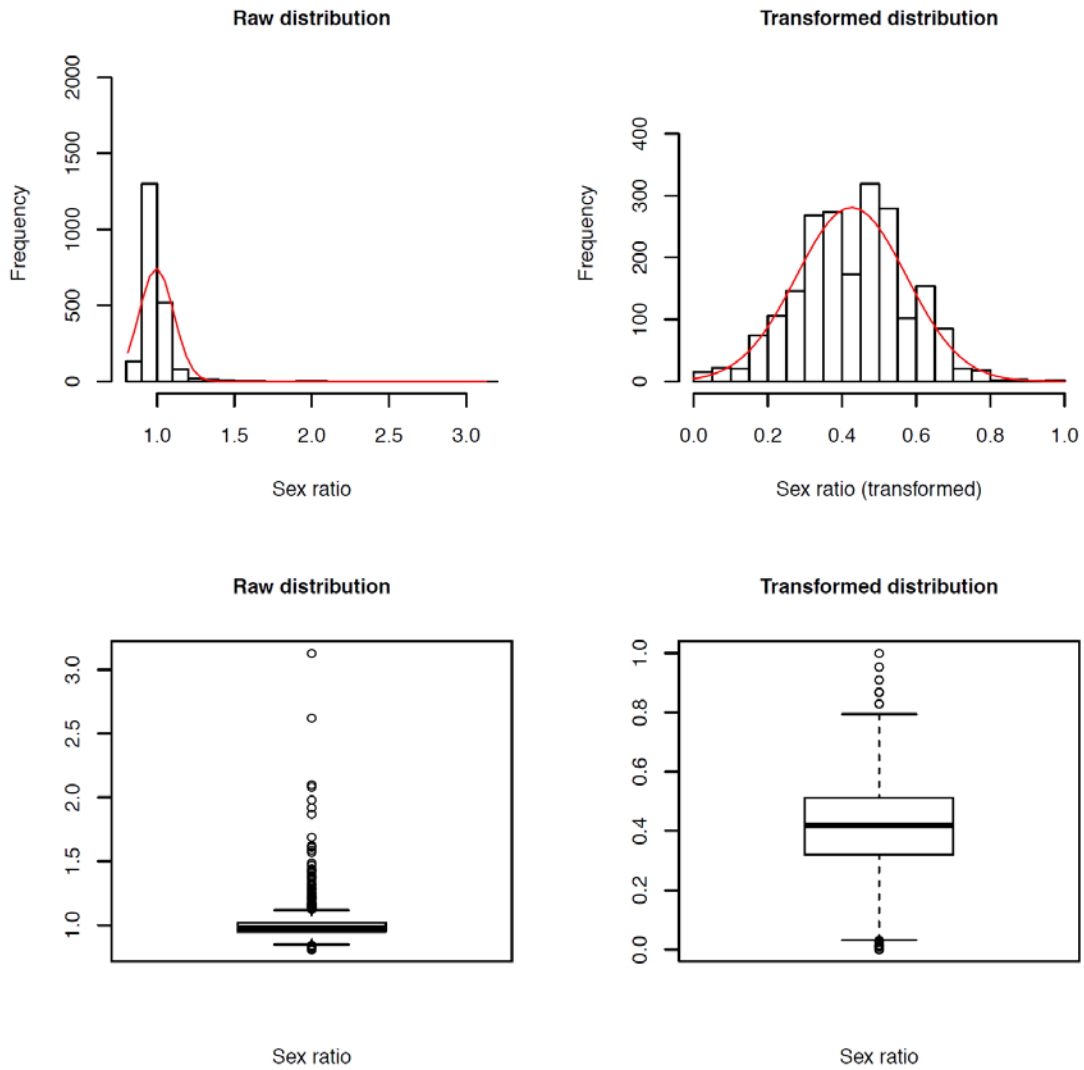 Raw distribution
Frequency
0 500 1000 1500 2000
1.0 1.5 2.0 2.5 3.0
Sex ratio
Transformed distribution
Frequency
0 100 200 300 400
0.0 0.2 0.4 0.6 0.8 1.0
Sex ratio (transformed)
Raw distribution
1.0 1.5 2.0 2.5 3.0
Sex ratio
Transformed distribution
0.0 0.2 0.4 0.6 0.8 1.0
Sex ratio